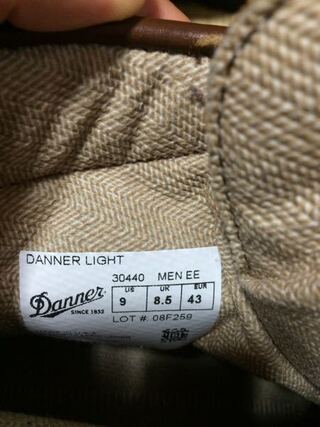 DANNER LIGHT
30440 MEN EE
Danner
SINCE 1932
US UK EUR
9 8.5 43
LOT #: 08F259